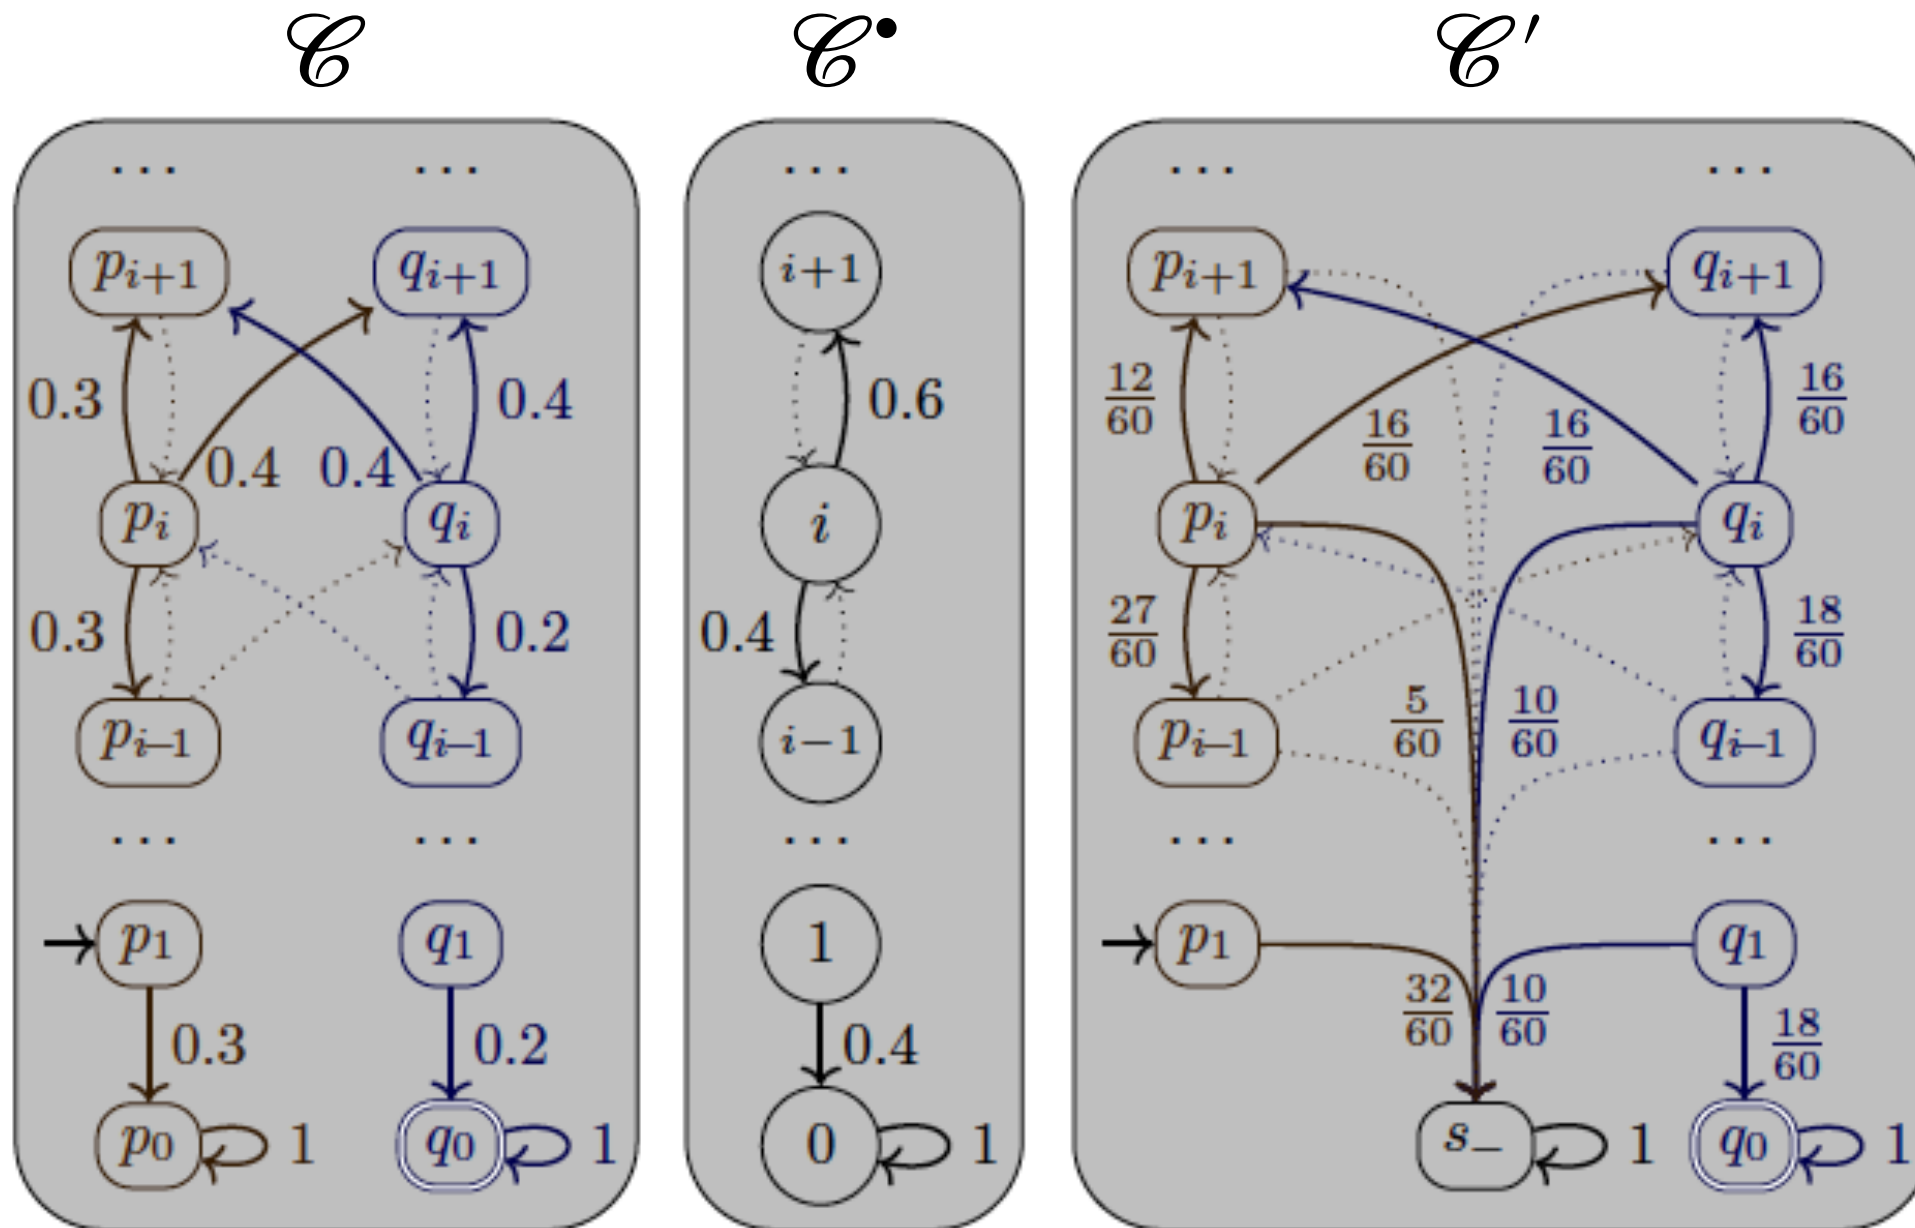 𝒞 𝒞• 𝒞′
... ... ... ... ...
p_{i+1} q_{i+1} i+1 p_{i+1} q_{i+1}
0.3 0.4 0.6 12/60 16/60
0.4 0.4 16/60 16/60
p_i q_i i p_i q_i
0.3 0.2 0.4 27/60 18/60
p_{i-1} q_{i-1} i−1 p_{i-1} 5/60 10/60 q_{i-1}
... ... ... ... ...
p_1 q_1 1 p_1 q_1
0.3 0.2 0.4 32/60 10/60 18/60
p_0 1 q_0 1 0 1 s_− 1 q_0 1